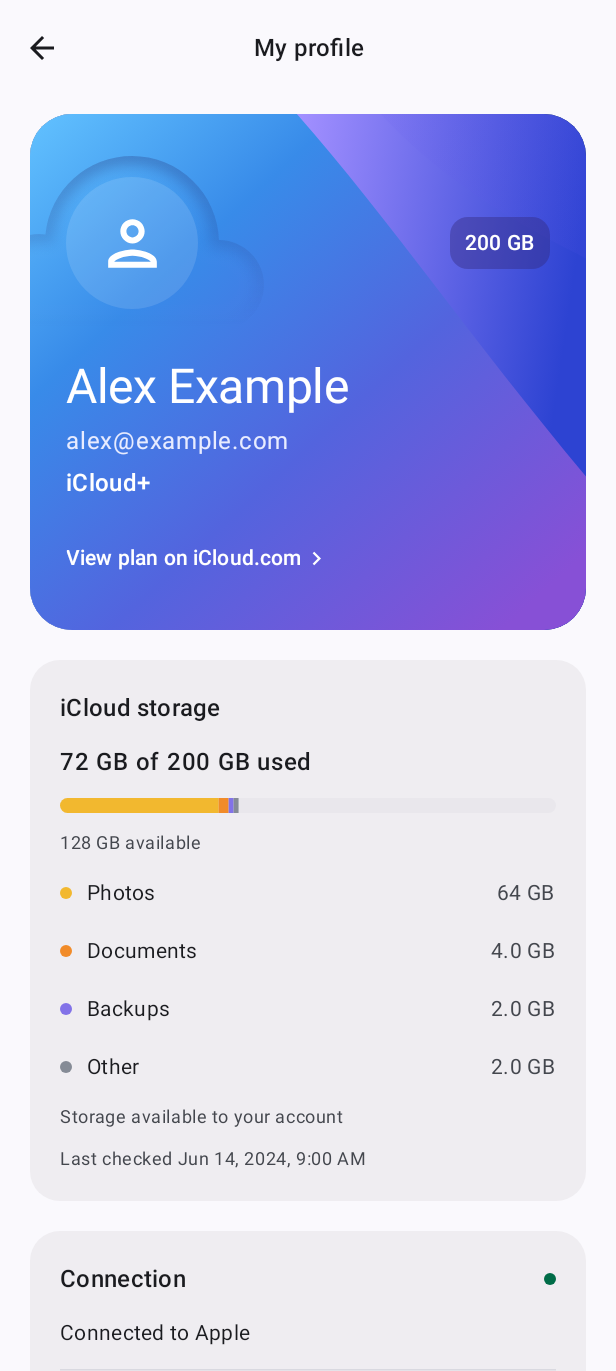 My profile
200 GB
Alex Example
alex@example.com
iCloud+
View plan on iCloud.com
iCloud storage
72 GB of 200 GB used
128 GB available
Photos 64 GB
Documents 4.0 GB
Backups 2.0 GB
Other 2.0 GB
Storage available to your account
Last checked Jun 14, 2024, 9:00 AM
Connection
Connected to Apple